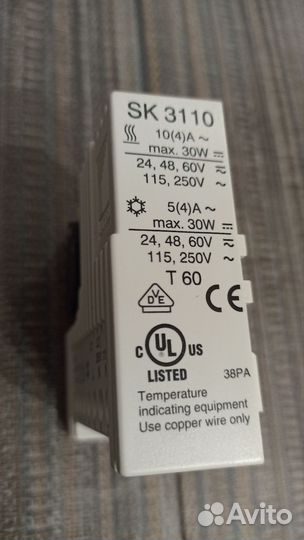 SK 3110
10(4)A ~
max. 30W ⎓
24, 48, 60V ⎓
115, 250V ~
5(4)A ~
max. 30W ⎓
24, 48, 60V ⎓
115, 250V ~
T 60
VDE
CE
C UL US
LISTED
38PA
Temperature
indicating equipment
Use copper wire only
Avito